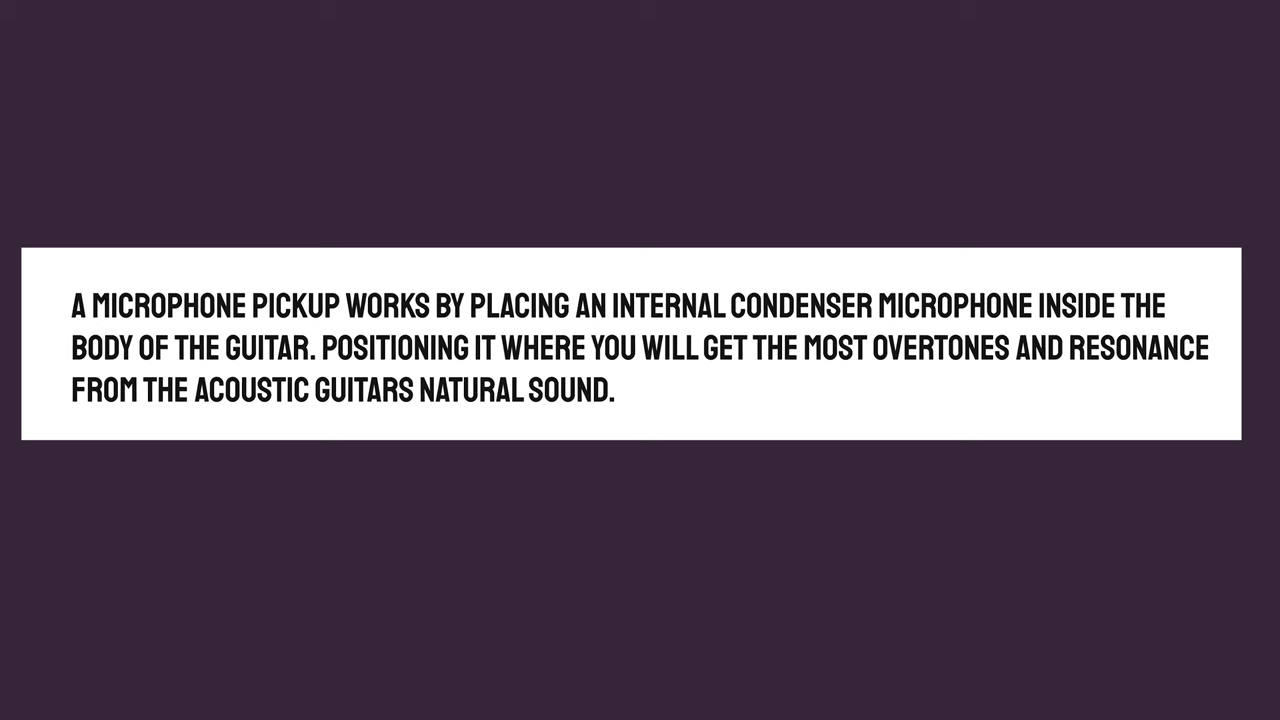 A MICROPHONE PICKUP WORKS BY PLACING AN INTERNAL CONDENSER MICROPHONE INSIDE THE
BODY OF THE GUITAR. POSITIONING IT WHERE YOU WILL GET THE MOST OVERTONES AND RESONANCE
FROM THE ACOUSTIC GUITARS NATURAL SOUND.